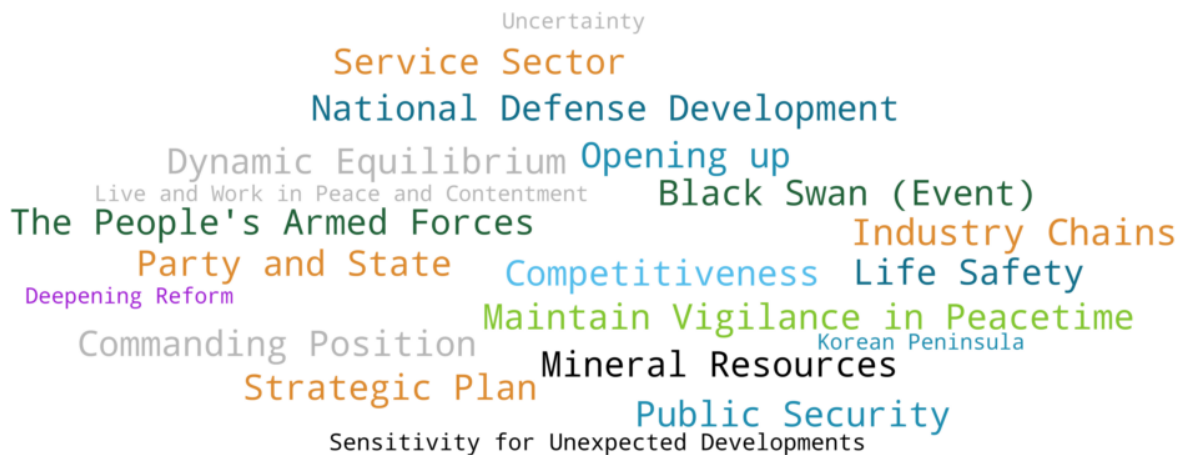 Uncertainty
Service Sector
National Defense Development
Dynamic Equilibrium
Opening up
Live and Work in Peace and Contentment
Black Swan (Event)
The People's Armed Forces
Industry Chains
Party and State
Competitiveness
Life Safety
Deepening Reform
Maintain Vigilance in Peacetime
Commanding Position
Korean Peninsula
Mineral Resources
Strategic Plan
Public Security
Sensitivity for Unexpected Developments